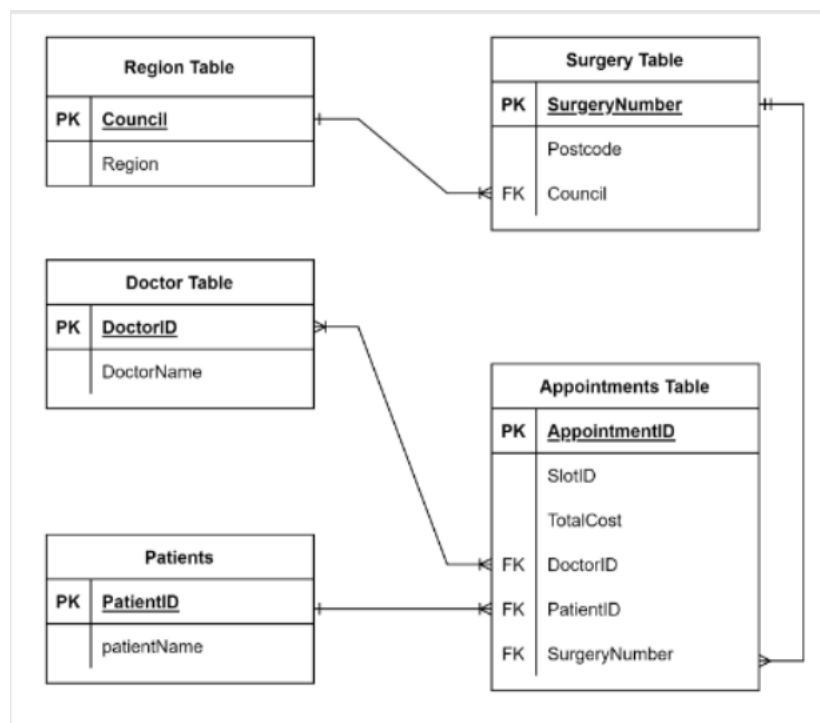 Region Table
PK Council
Region
Surgery Table
PK SurgeryNumber
Postcode
FK Council
Doctor Table
PK DoctorID
DoctorName
Appointments Table
PK AppointmentID
SlotID
TotalCost
FK DoctorID
FK PatientID
FK SurgeryNumber
Patients
PK PatientID
patientName